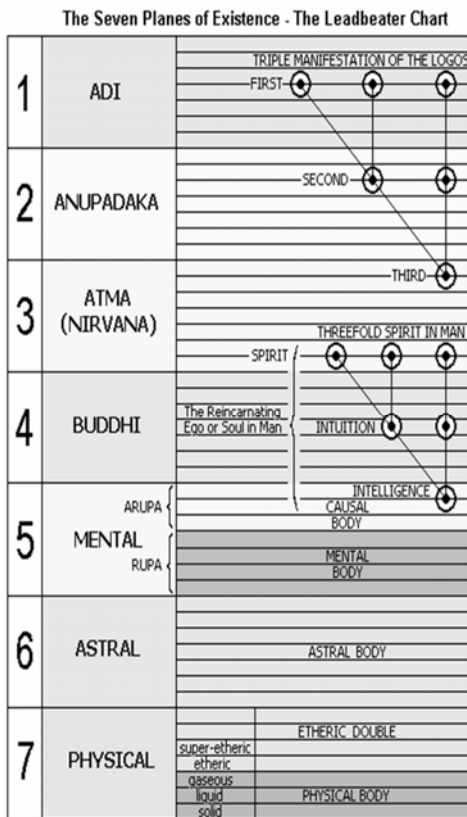 The Seven Planes of Existence - The Leadbeater Chart
TRIPLE MANIFESTATION OF THE LOGOS
1
ADI
FIRST
2
ANUPADAKA
SECOND
THIRD
3
ATMA
(NIRVANA)
THREEFOLD SPIRIT IN MAN
SPIRIT
4
BUDDHI
The Reincarnating
Ego or Soul in Man
INTUITION
INTELLIGENCE
5
MENTAL
ARUPA
RUPA
CAUSAL
BODY
MENTAL
BODY
6
ASTRAL
ASTRAL BODY
7
PHYSICAL
ETHERIC DOUBLE
super-etheric
etheric
gaseous
liquid
solid
PHYSICAL BODY